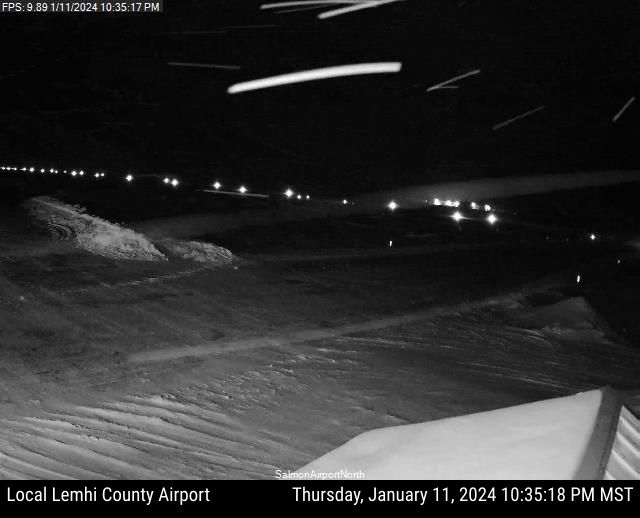 FPS: 9.89 1/11/2024 10:35:17 PM
SalmonAirportNorth
Local Lemhi County Airport
Thursday, January 11, 2024 10:35:18 PM MST